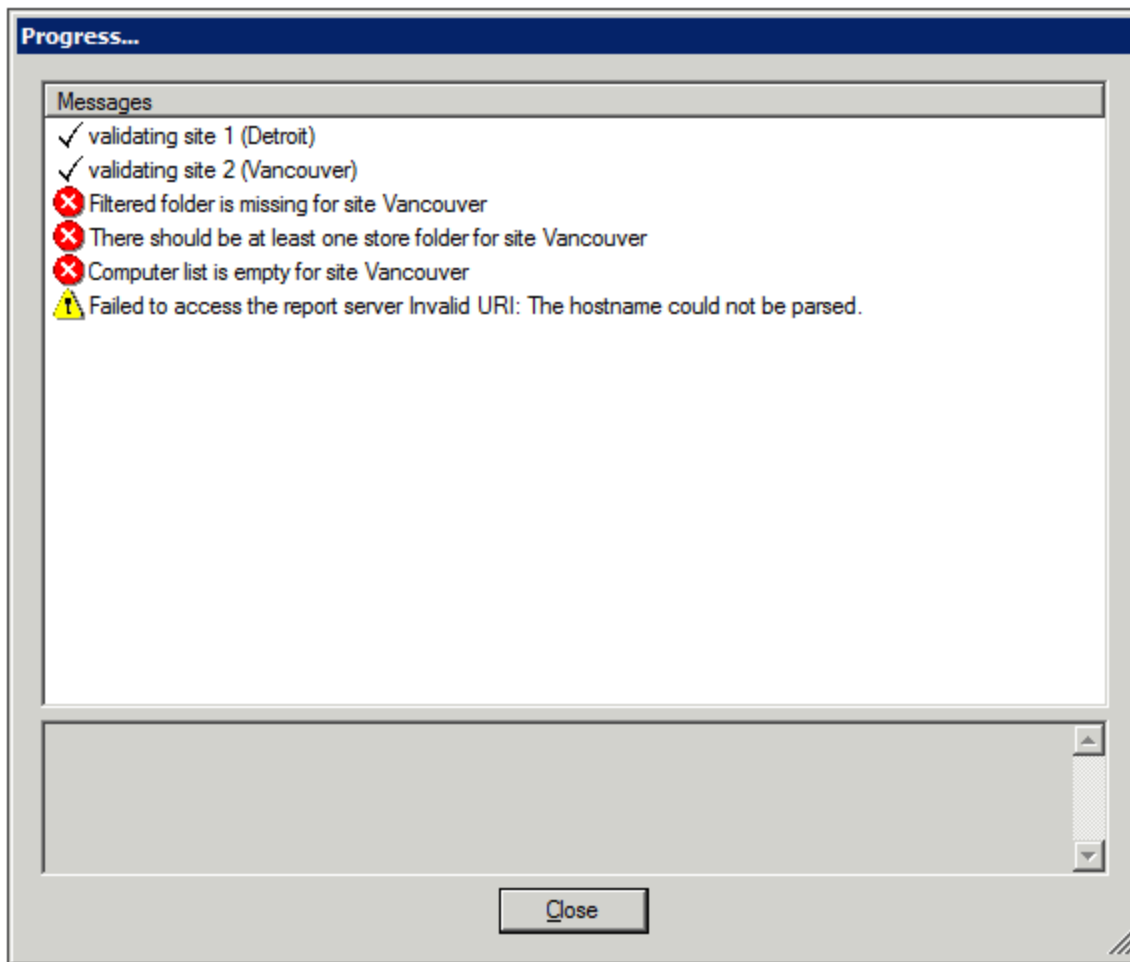 Progress...
Messages
validating site 1 (Detroit)
validating site 2 (Vancouver)
Filtered folder is missing for site Vancouver
There should be at least one store folder for site Vancouver
Computer list is empty for site Vancouver
Failed to access the report server Invalid URI: The hostname could not be parsed.
Close